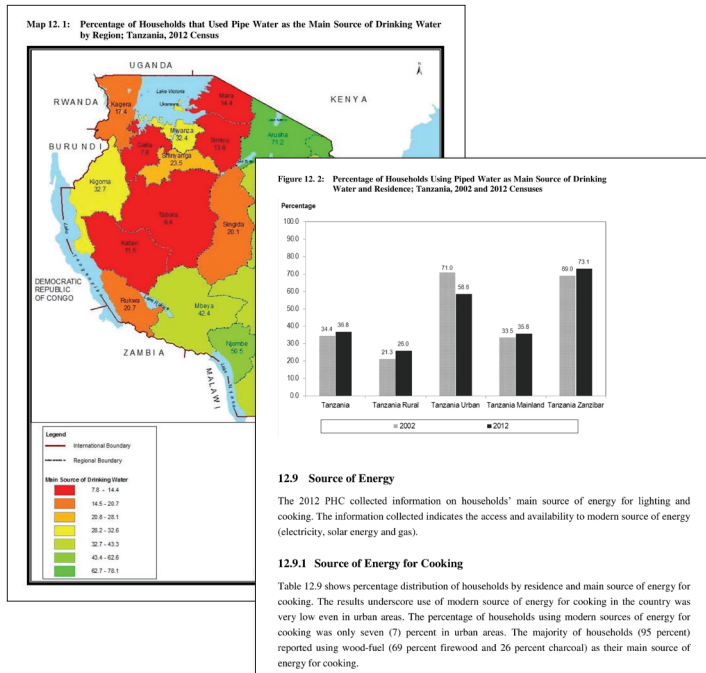 Map 12. 1: Percentage of Households that Used Pipe Water as the Main Source of Drinking Water
by Region; Tanzania, 2012 Census
UGANDA
N
Lake Victoria
Ukerewe
Mara
14.4
KENYA
RWANDA
Kagera
17.4
Mwanza
32.4
Arusha
71.2
BURUNDI
Geita
7.8
Simiyu
Shinyanga
23.5
Kigoma
32.7
Tabora
Singida
20.1
Katavi
11.5
DEMOCRATIC
REPUBLIC
OF CONGO
Rukwa
20.7
Mbeya
42.4
ZAMBIA
Njombe
50.5
MALAWI
Legend
International Boundary
Regional Boundary
Main Source of Drinking Water
7.8 - 14.4
14.5 - 20.7
20.8 - 28.1
28.2 - 32.6
32.7 - 43.3
43.4 - 62.6
62.7 - 78.1
Figure 12. 2: Percentage of Households Using Piped Water as Main Source of Drinking
Water and Residence; Tanzania, 2002 and 2012 Censuses
Percentage
100.0
90.0
80.0
70.0
60.0
50.0
40.0
30.0
20.0
10.0
0.0
34.4 36.8
21.3 26.0
71.0 58.6
33.5 35.8
69.0 73.1
Tanzania Tanzania Rural Tanzania Urban Tanzania Mainland Tanzania Zanzibar
2002 2012
12.9 Source of Energy
The 2012 PHC collected information on households' main source of energy for lighting and
cooking. The information collected indicates the access and availability to modern source of energy
(electricity, solar energy and gas).
12.9.1 Source of Energy for Cooking
Table 12.9 shows percentage distribution of households by residence and main source of energy for
cooking. The results underscore use of modern source of energy for cooking in the country was
very low even in urban areas. The percentage of households using modern sources of energy for
cooking was only seven (7) percent in urban areas. The majority of households (95 percent)
reported using wood-fuel (69 percent firewood and 26 percent charcoal) as their main source of
energy for cooking.